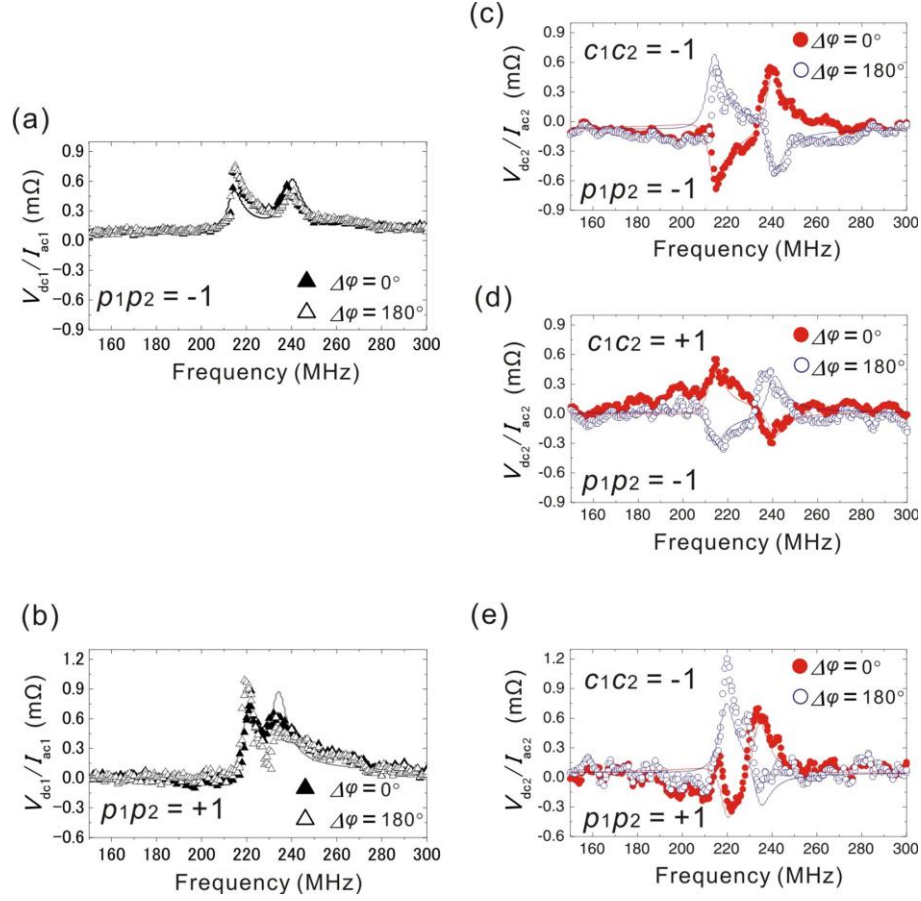 (a)
0.9
0.6
0.3
0.0
-0.3
-0.6
-0.9
Vdc1/Iac1 (mΩ)
p1p2 = -1
▲ Δφ = 0°
△ Δφ = 180°
160 180 200 220 240 260 280 300
Frequency (MHz)
(b)
1.2
0.9
0.6
0.3
0.0
-0.3
-0.6
Vdc1/Iac1 (mΩ)
p1p2 = +1
▲ Δφ = 0°
△ Δφ = 180°
160 180 200 220 240 260 280 300
Frequency (MHz)
(c)
0.9
0.6
0.3
0.0
-0.3
-0.6
-0.9
Vdc2/Iac2 (mΩ)
c1c2 = -1
Δφ = 0°
Δφ = 180°
p1p2 = -1
160 180 200 220 240 260 280 300
Frequency (MHz)
(d)
0.9
0.6
0.3
0.0
-0.3
-0.6
-0.9
Vdc2/Iac2 (mΩ)
c1c2 = +1
Δφ = 0°
Δφ = 180°
p1p2 = -1
160 180 200 220 240 260 280 300
Frequency (MHz)
(e)
1.2
0.9
0.6
0.3
0.0
-0.3
-0.6
Vdc2/Iac2 (mΩ)
c1c2 = -1
Δφ = 0°
Δφ = 180°
p1p2 = +1
160 180 200 220 240 260 280 300
Frequency (MHz)